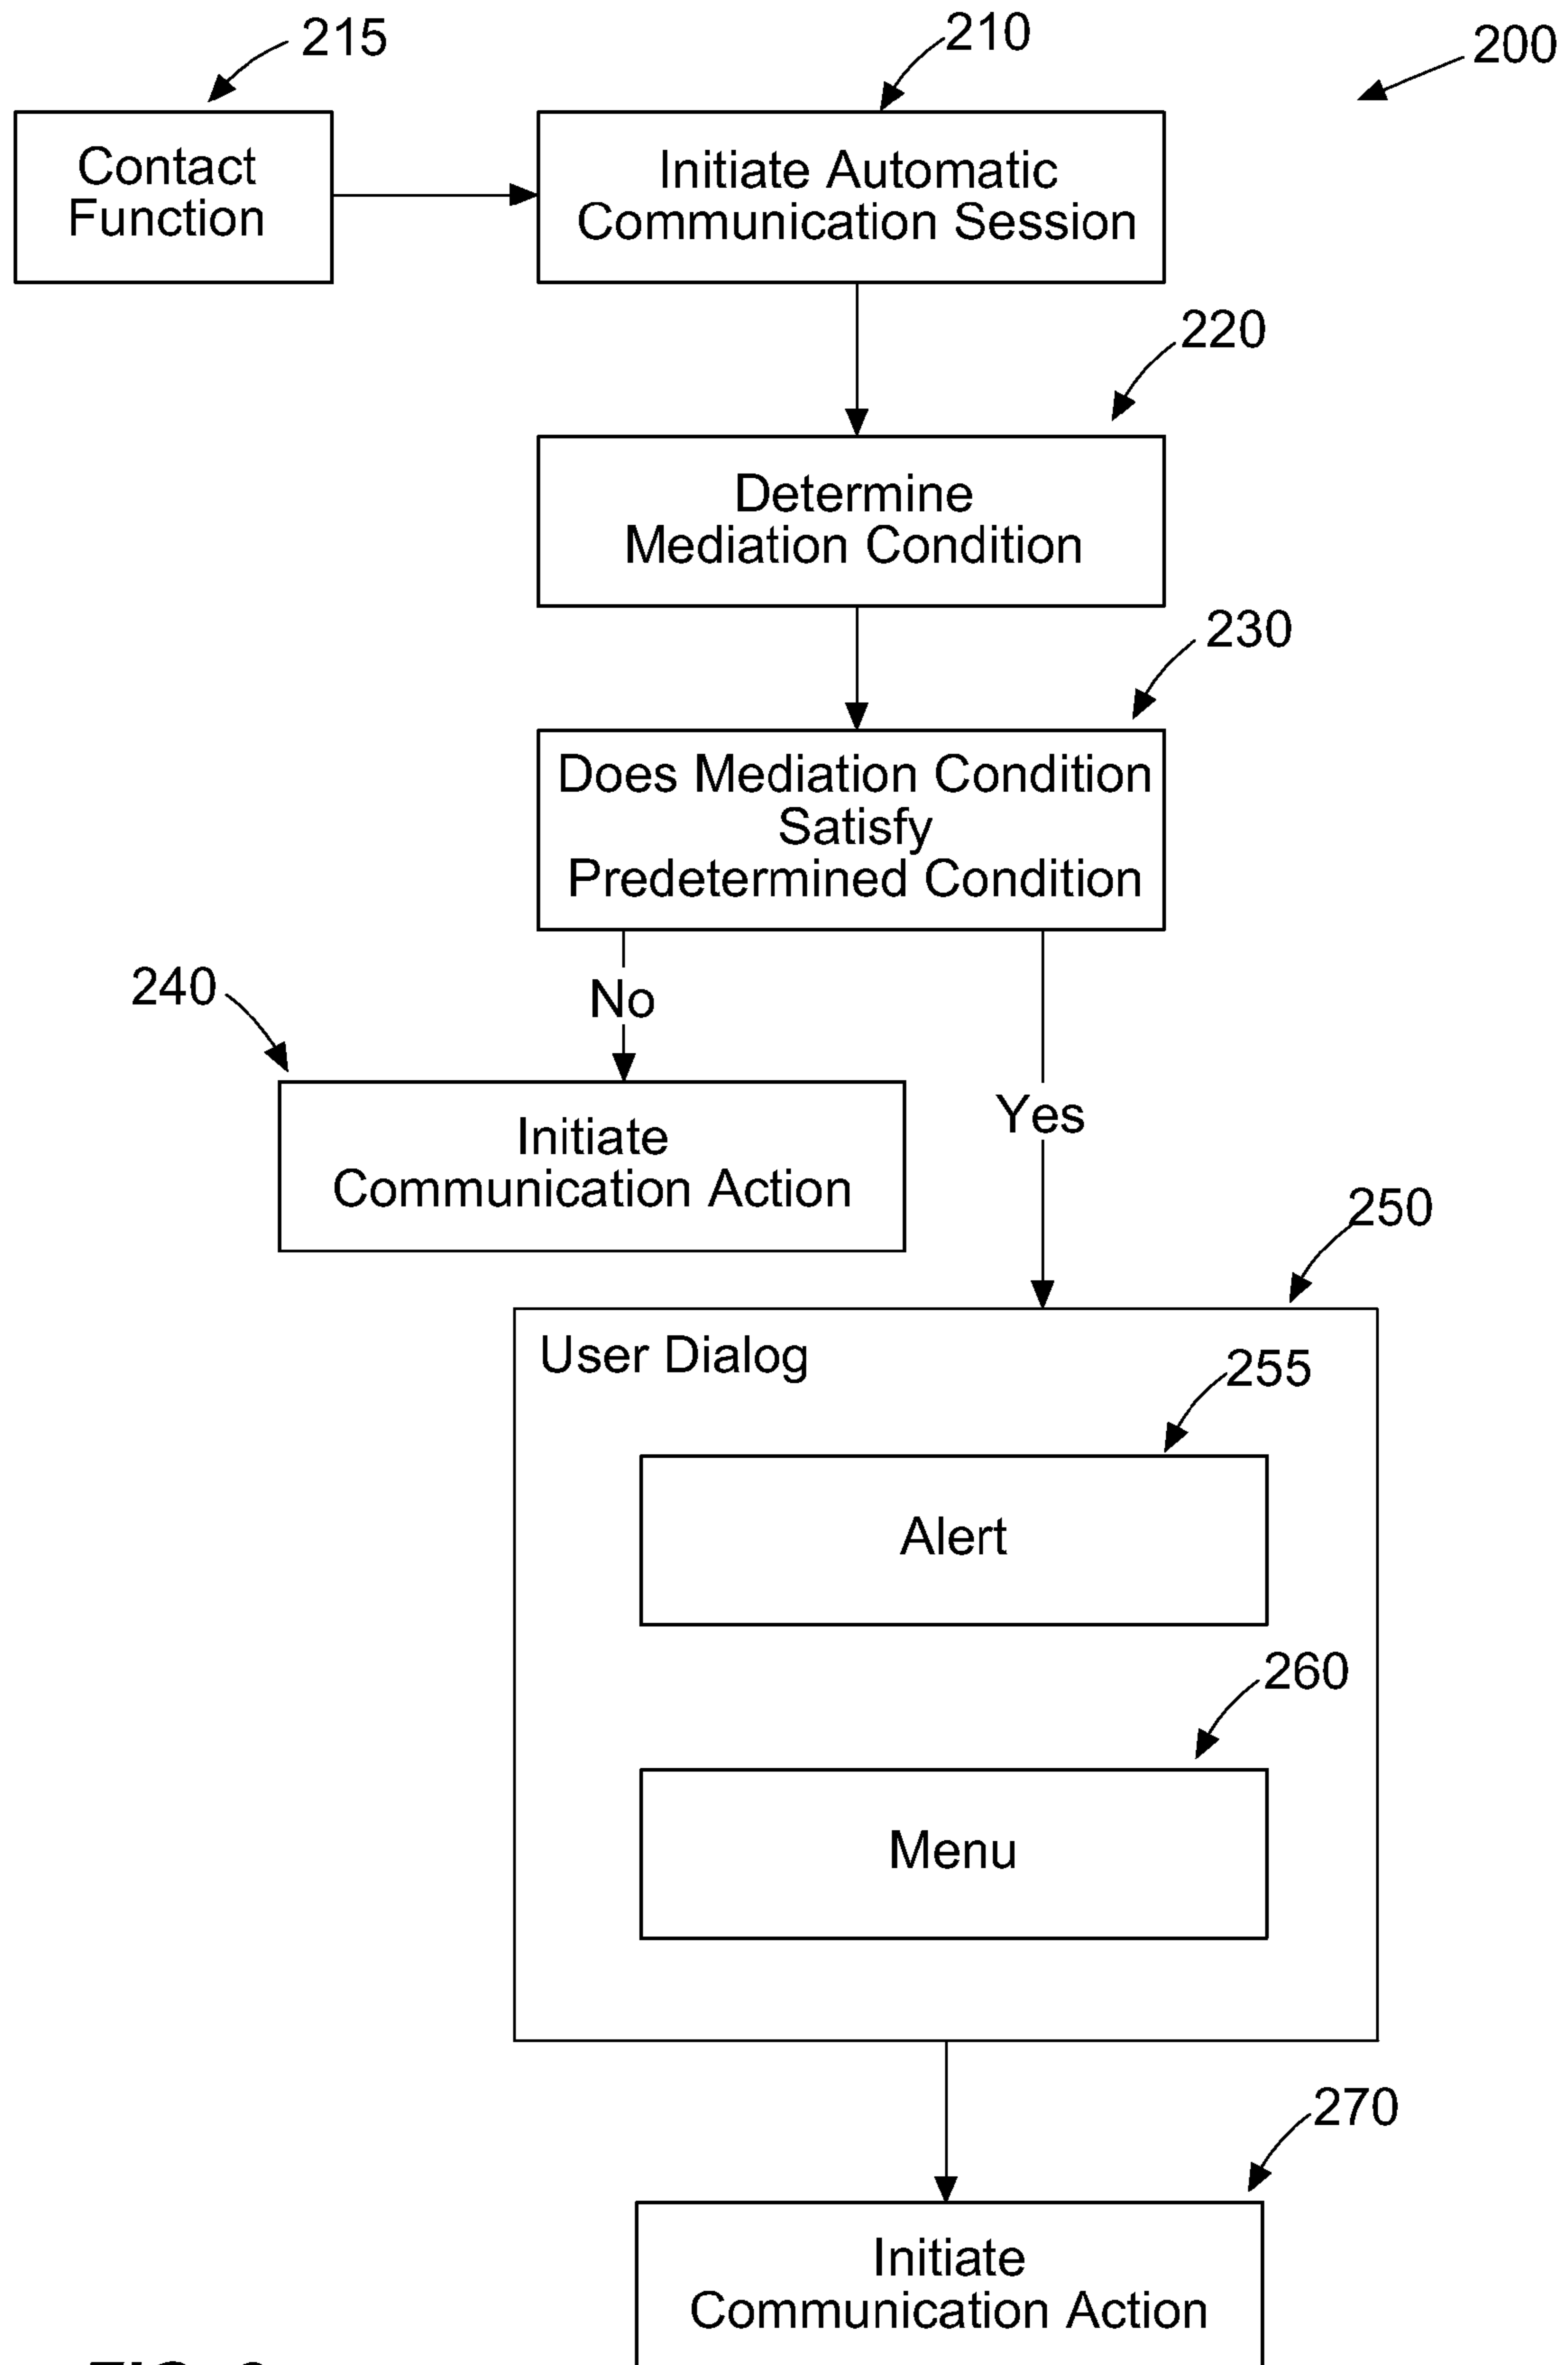 215
210
200
Contact
Function
Initiate Automatic
Communication Session
220
Determine
Mediation Condition
230
Does Mediation Condition
Satisfy
Predetermined Condition
240
No
Yes
Initiate
Communication Action
250
User Dialog
255
Alert
260
Menu
270
Initiate
Communication Action